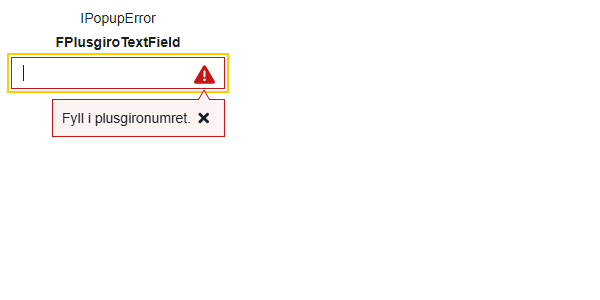 IPopupError
FPlusgiroTextField
Fyll i plusgironumret.